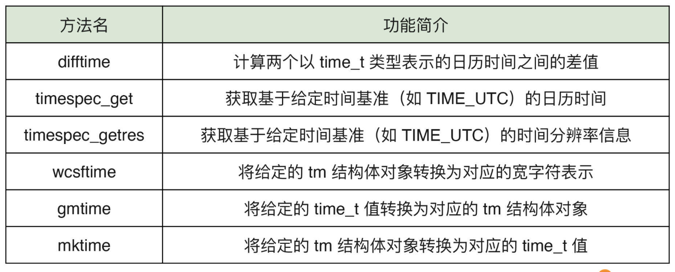 方法名 功能简介
difftime 计算两个以 time_t 类型表示的日历时间之间的差值
timespec_get 获取基于给定时间基准（如 TIME_UTC）的日历时间
timespec_getres 获取基于给定时间基准（如 TIME_UTC）的时间分辨率信息
wcsftime 将给定的 tm 结构体对象转换为对应的宽字符表示
gmtime 将给定的 time_t 值转换为对应的 tm 结构体对象
mktime 将给定的 tm 结构体对象转换为对应的 time_t 值